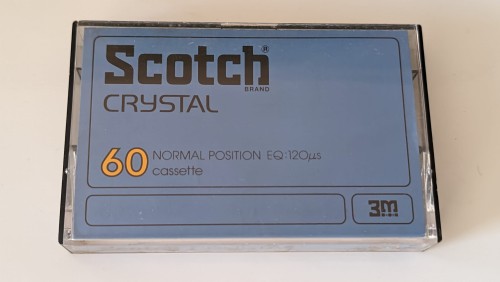 Scotch®
BRAND
CRYSTAL
60 NORMAL POSITION EQ:120µs
cassette
3m